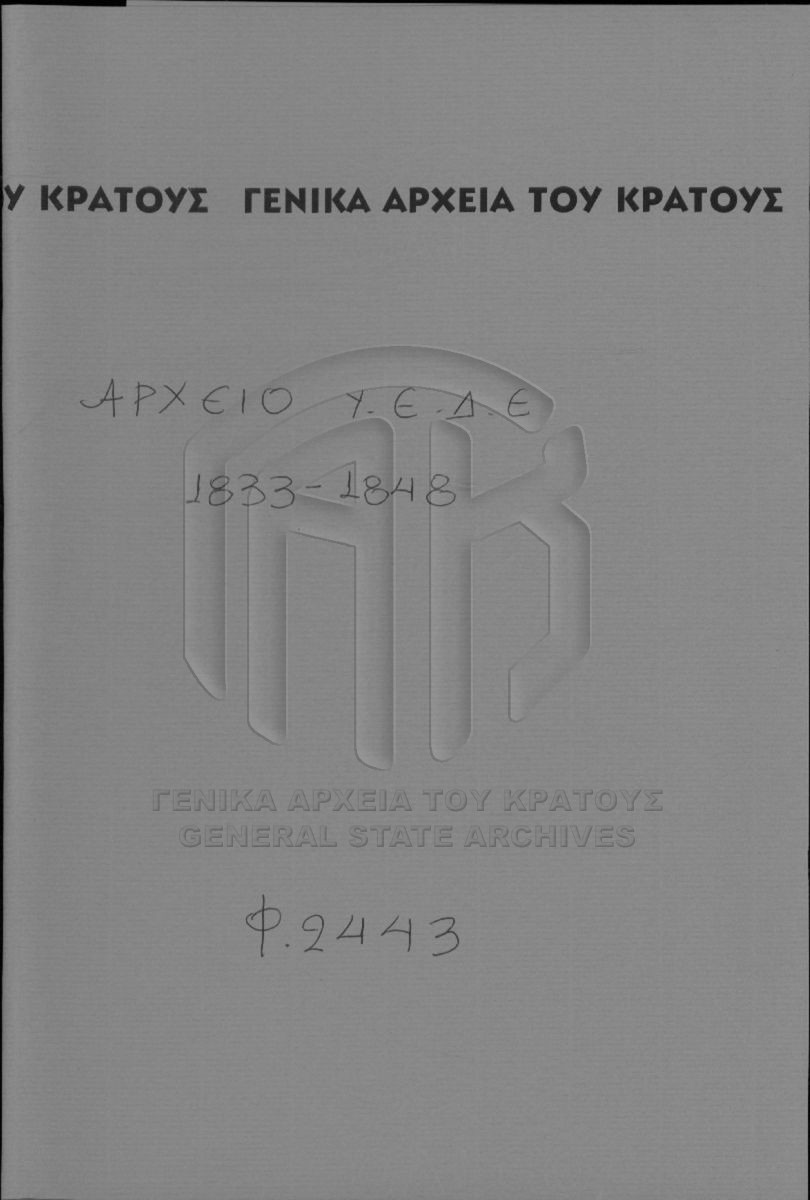 Υ ΚΡΑΤΟΥΣ ΓΕΝΙΚΑ ΑΡΧΕΙΑ ΤΟΥ ΚΡΑΤΟΥΣ
ΑΡΧΕΙΟ Υ.Ε.Δ.Ε
1833-1848
ΓΕΝΙΚΑ ΑΡΧΕΙΑ ΤΟΥ ΚΡΑΤΟΥΣ
GENERAL STATE ARCHIVES
Φ.2443